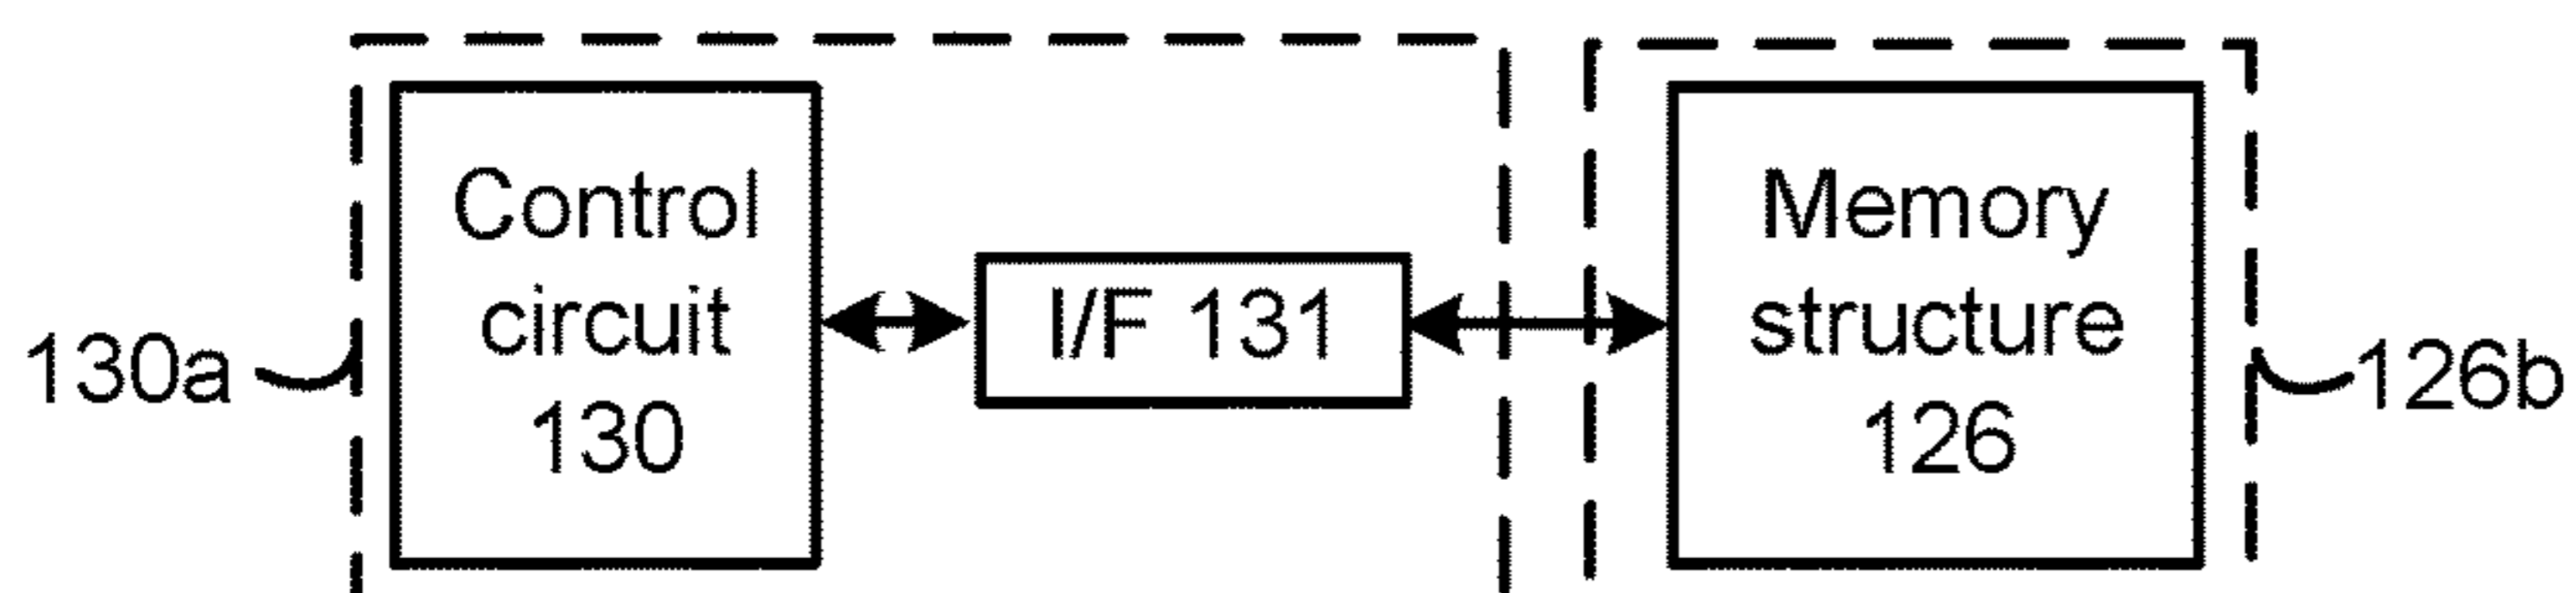 Control
circuit
130
I/F 131
Memory
structure
126
130a
126b